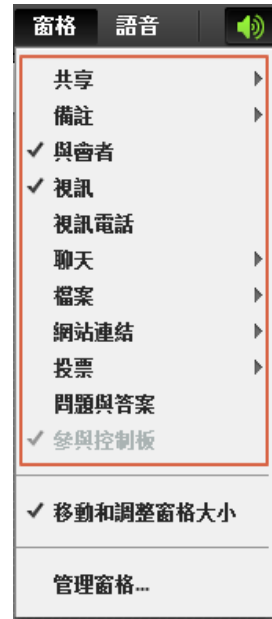 窗格 語音
共享
備註
與會者
視訊
視訊電話
聊天
檔案
網站連結
投票
問題與答案
參與控制板
移動和調整窗格大小
管理窗格...